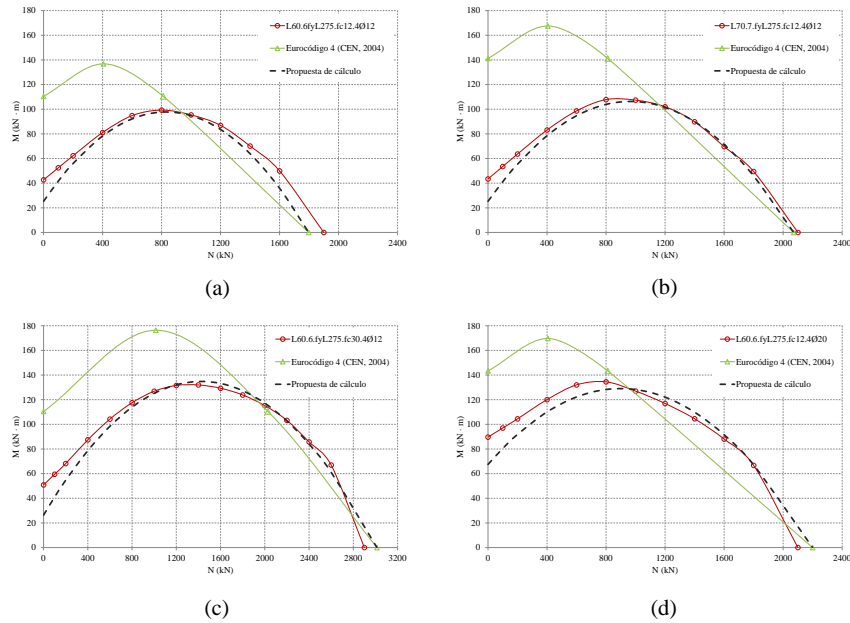 180
160
140
120
100
80
60
40
20
0
M (kN · m)
0 400 800 1200 1600 2000 2400
N (kN)
L60.6fyL275.fc12.4Ø12
Eurocódigo 4 (CEN, 2004)
Propuesta de cálculo
(a)
180
160
140
120
100
80
60
40
20
0
M (kN · m)
0 400 800 1200 1600 2000 2400
N (kN)
L70.7.fyL275.fc12.4Ø12
Eurocódigo 4 (CEN, 2004)
Propuesta de cálculo
(b)
180
160
140
120
100
80
60
40
20
0
M (kN · m)
0 400 800 1200 1600 2000 2400 2800 3200
N (kN)
L60.6.fyL275.fc30.4Ø12
Eurocódigo 4 (CEN, 2004)
Propuesta de cálculo
(c)
180
160
140
120
100
80
60
40
20
0
M (kN · m)
0 400 800 1200 1600 2000 2400
N (kN)
L60.6.fyL275.fc12.4Ø20
Eurocódigo 4 (CEN, 2004)
Propuesta de cálculo
(d)